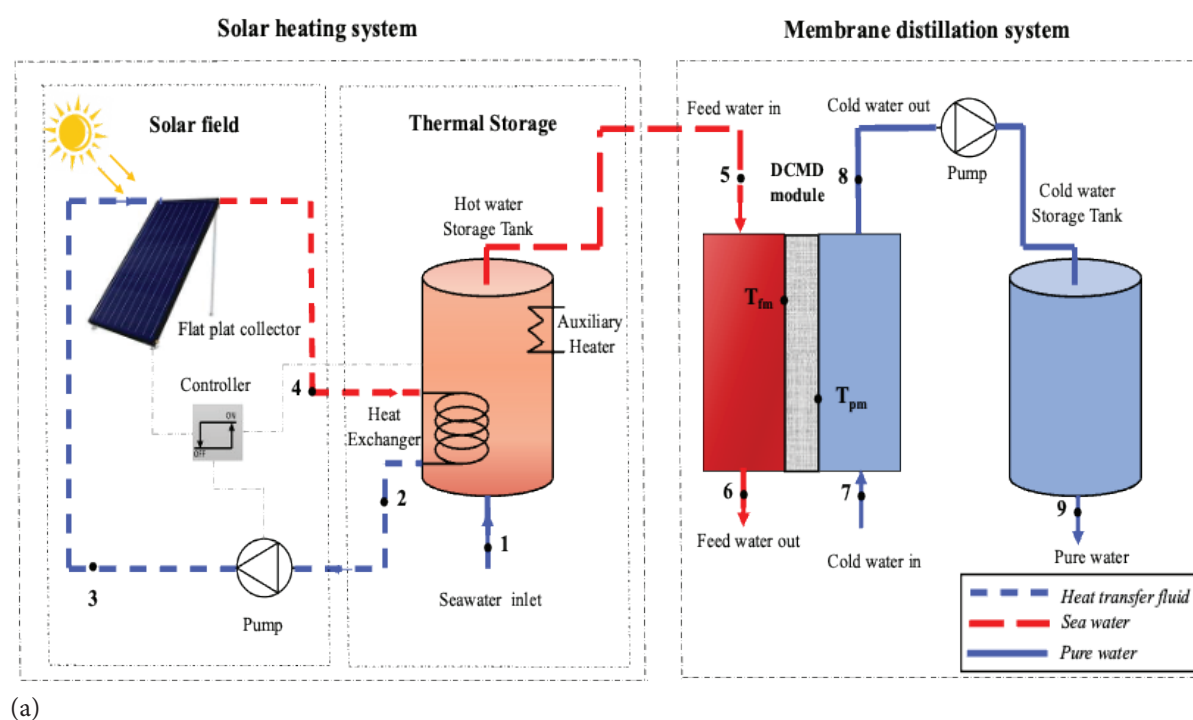 Solar heating system
Membrane distillation system
Solar field
Thermal Storage
Feed water in
Cold water out
5
DCMD
module
8
Pump
Cold water
Storage Tank
Hot water
Storage Tank
T_fm
Flat plat collector
Auxiliary
Heater
Controller
4
ON
OFF
Heat
Exchanger
T_pm
2
6
7
9
1
Feed water out
Cold water in
Pure water
3
Seawater inlet
Pump
Heat transfer fluid
Sea water
Pure water
(a)